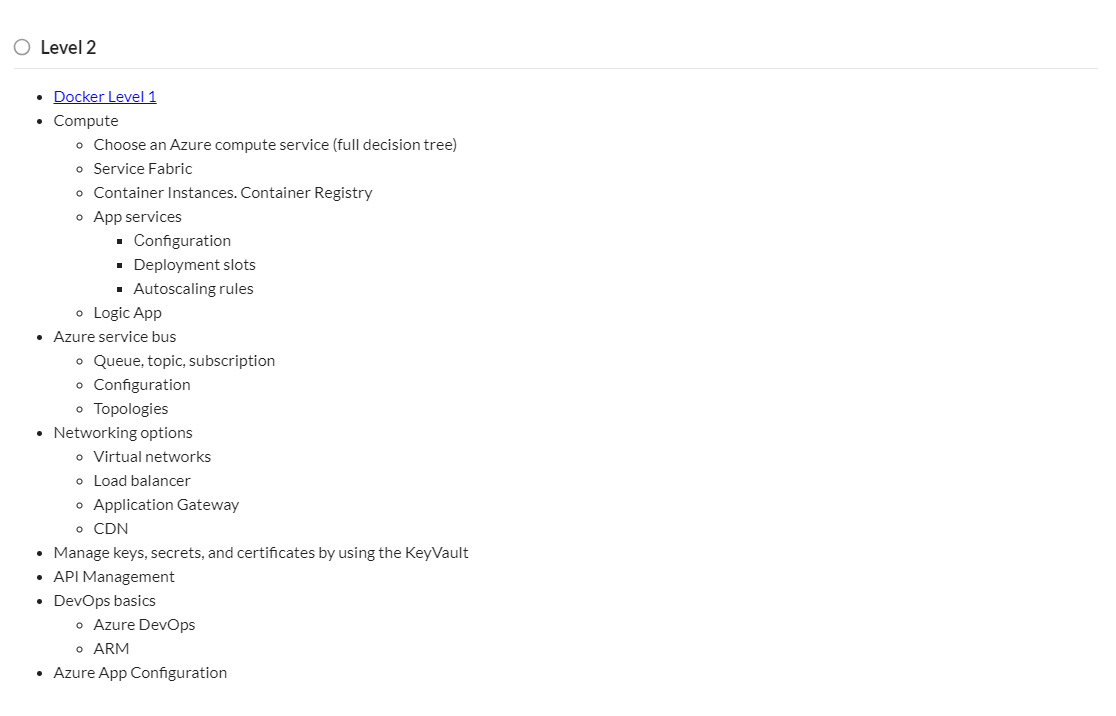 Level 2
Docker Level 1
Compute
Choose an Azure compute service (full decision tree)
Service Fabric
Container Instances. Container Registry
App services
Configuration
Deployment slots
Autoscaling rules
Logic App
Azure service bus
Queue, topic, subscription
Configuration
Topologies
Networking options
Virtual networks
Load balancer
Application Gateway
CDN
Manage keys, secrets, and certificates by using the KeyVault
API Management
DevOps basics
Azure DevOps
ARM
Azure App Configuration